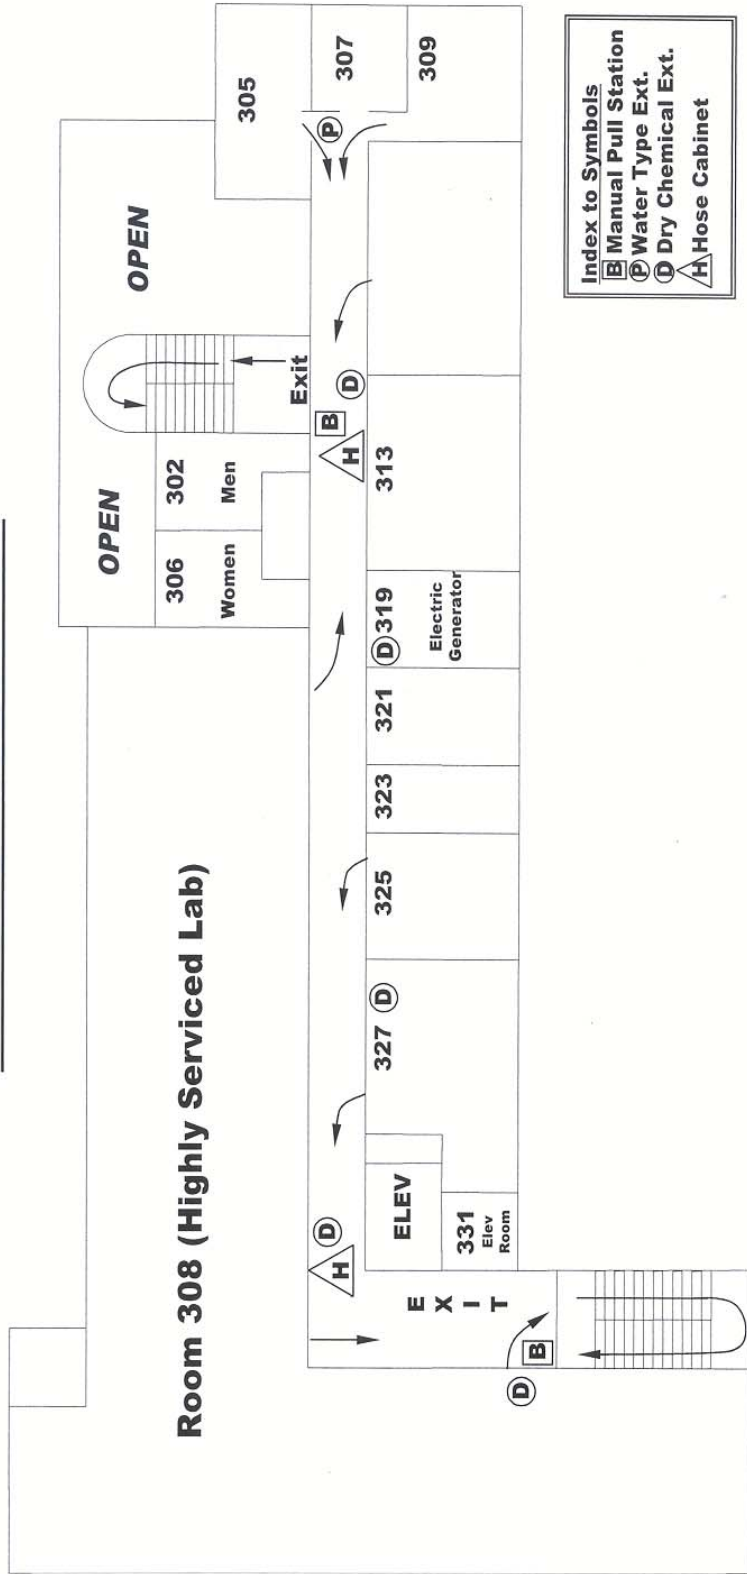 305
307
309
OPEN
P
Exit
D
B
H
OPEN
302
Men
306
Women
313
D 319
Electric
Generator
321
323
325
327 D
Room 308 (Highly Serviced Lab)
ELEV
331
Elev
Room
D
H
E
X
I
T
B
D
Index to Symbols
B Manual Pull Station
P Water Type Ext.
D Dry Chemical Ext.
H Hose Cabinet